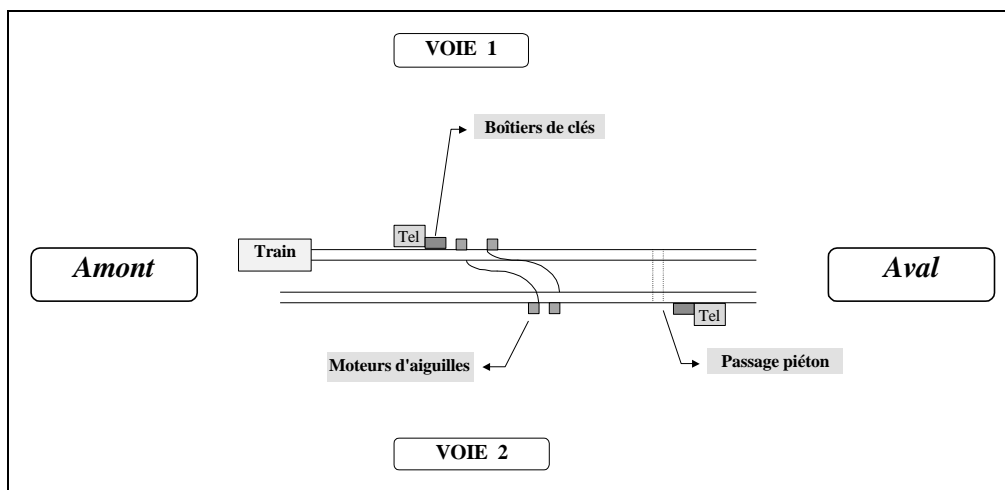 VOIE 1
Boîtiers de clés
Tel
Train
Amont
Aval
Tel
Moteurs d'aiguilles
Passage piéton
VOIE 2